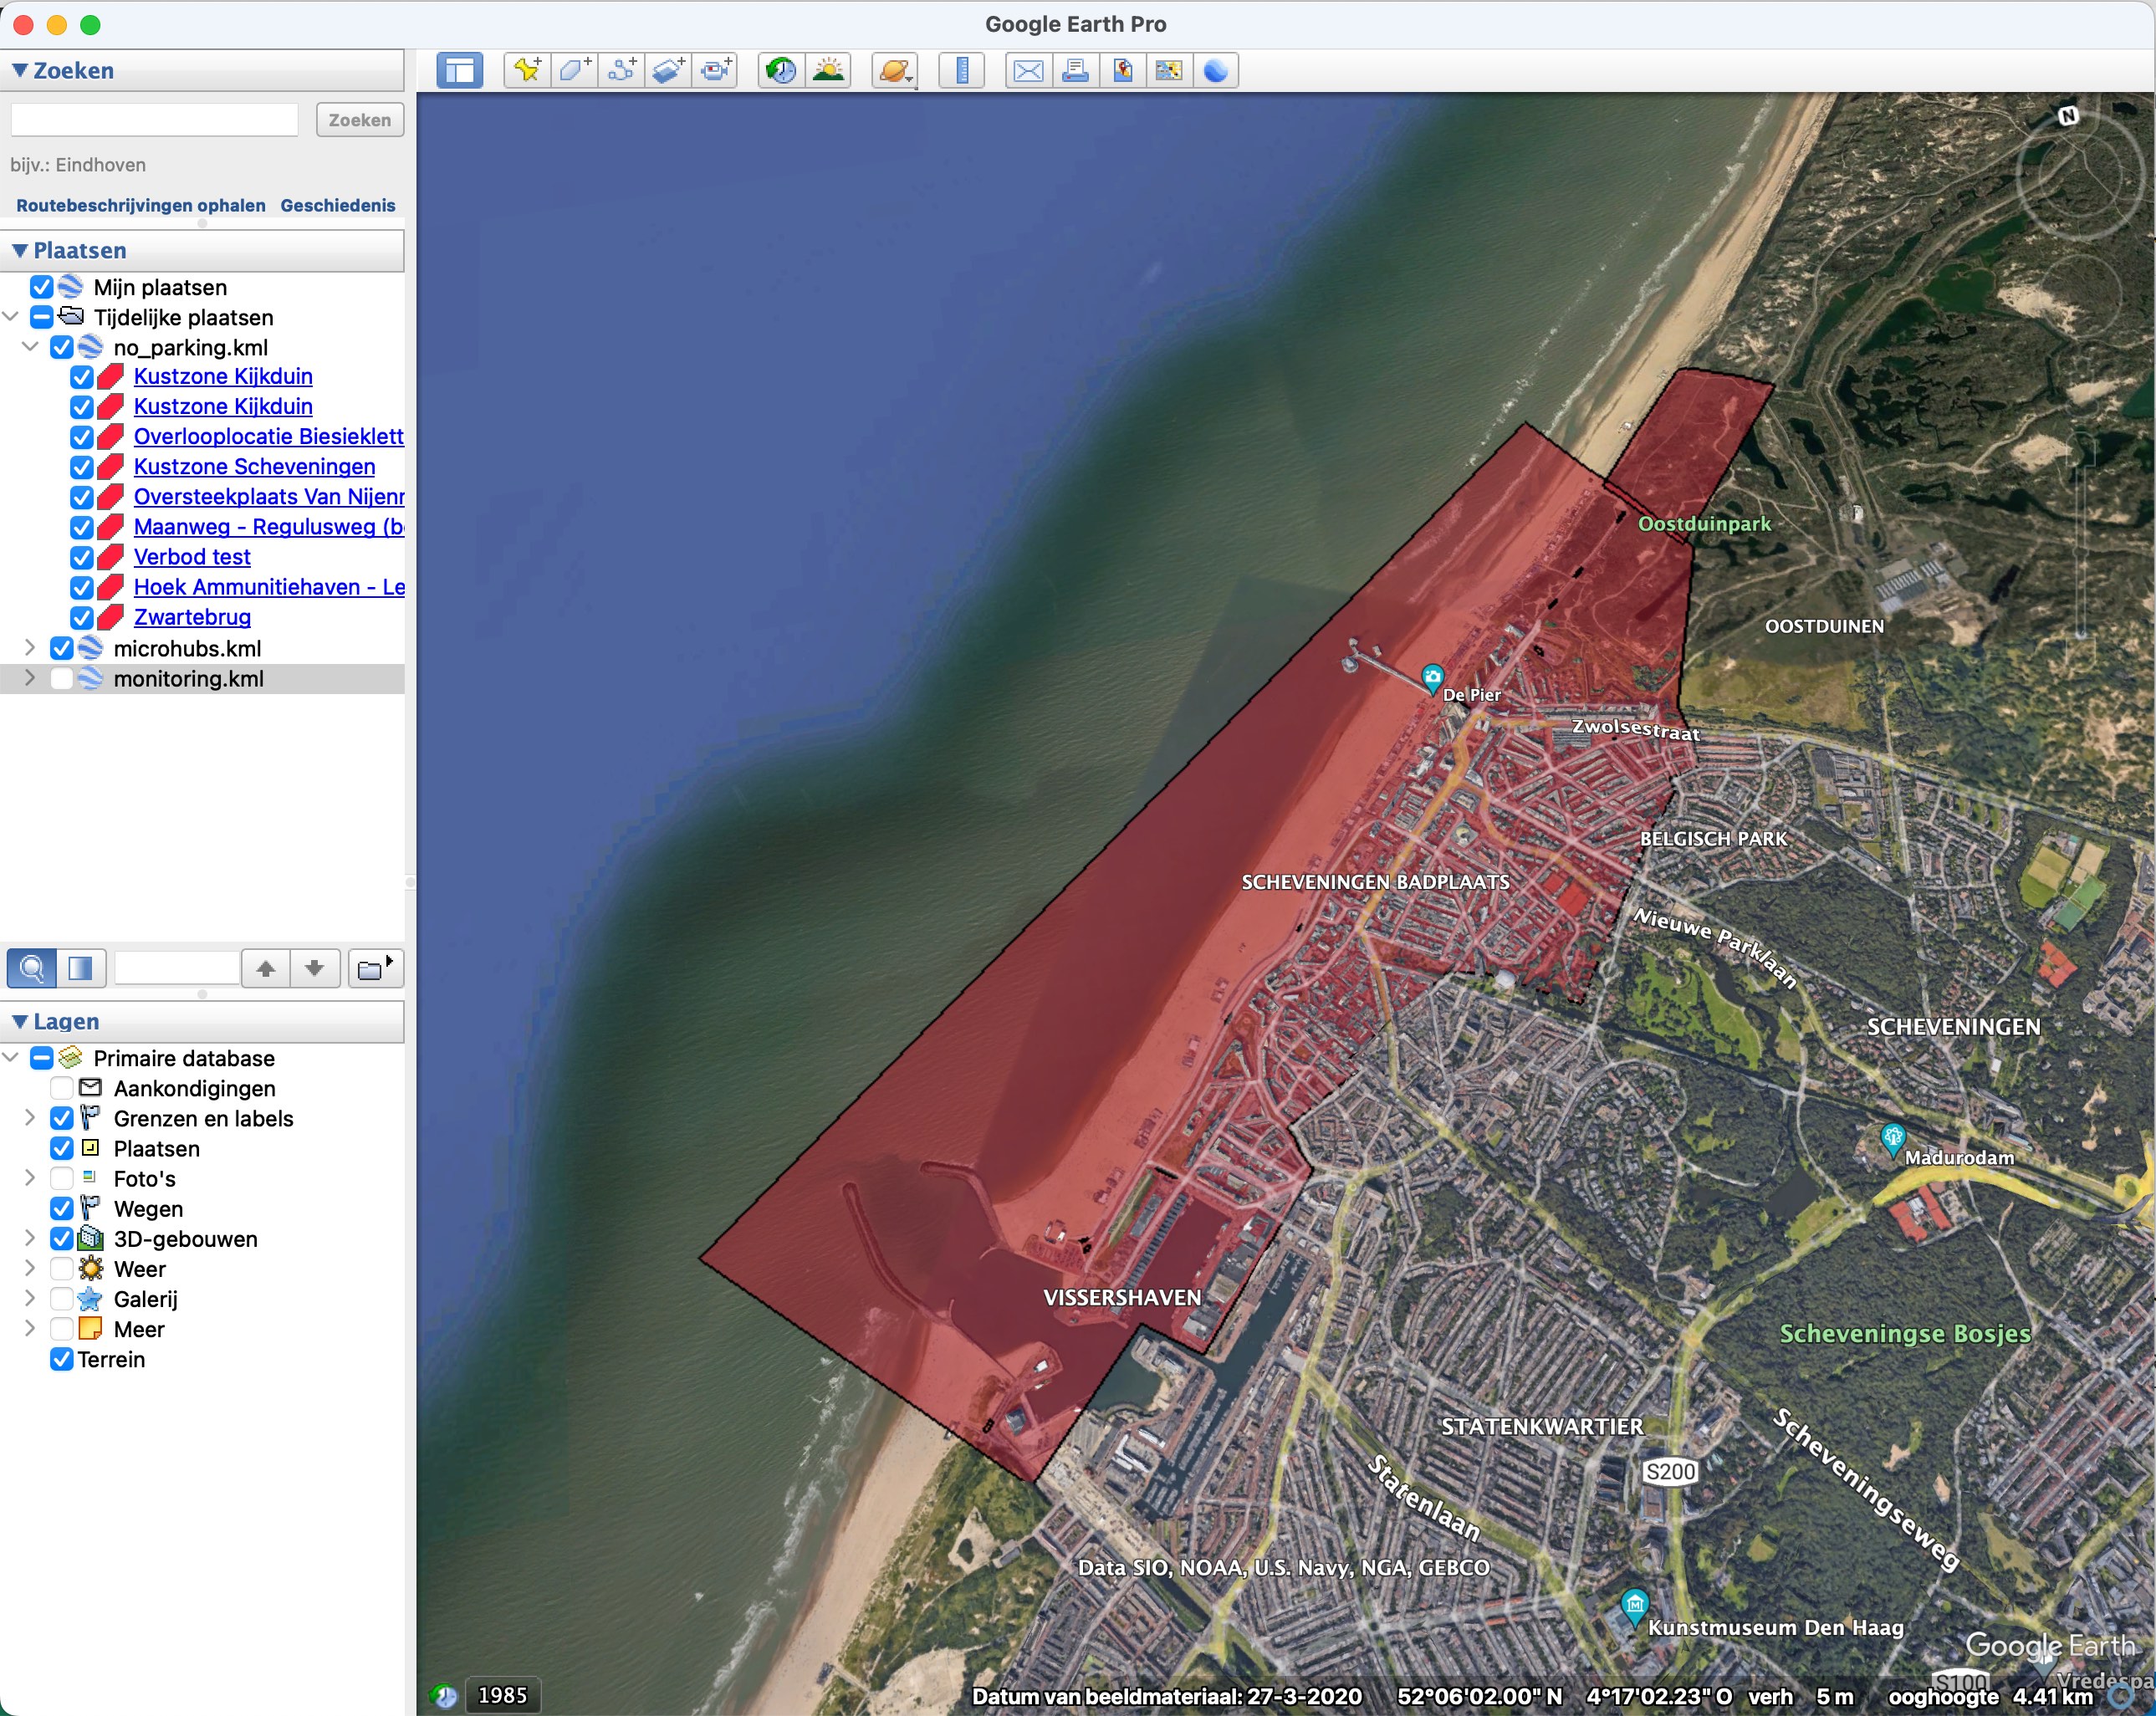 Google Earth Pro
Zoeken
Zoeken
bijv.: Eindhoven
Routebeschrijvingen ophalen Geschiedenis
Plaatsen
Mijn plaatsen
Tijdelijke plaatsen
no_parking.kml
Kustzone Kijkduin
Kustzone Kijkduin
Overlooplocatie Biesieklett
Kustzone Scheveningen
Oversteekplaats Van Nijenr
Maanweg - Regulusweg (b
Verbod test
Hoek Ammunitiehaven - Le
Zwartebrug
microhubs.kml
monitoring.kml
Lagen
Primaire database
Aankondigingen
Grenzen en labels
Plaatsen
Foto's
Wegen
3D-gebouwen
Weer
Galerij
Meer
Terrein
N
Oostduinpark
OOSTDUINEN
De Pier
Zwolsestraat
BELGISCH PARK
SCHEVENINGEN BADPLAATS
Nieuwe Parklaan
SCHEVENINGEN
Madurodam
VISSERSHAVEN
Scheveningse Bosjes
STATENKWARTIER
S200
Scheveningseweg
Statenlaan
Data SIO, NOAA, U.S. Navy, NGA, GEBCO
Kunstmuseum Den Haag
Google Earth
S100
Vredespa
1985
Datum van beeldmateriaal: 27-3-2020 52°06'02.00" N 4°17'02.23" O verh 5 m ooghoogte 4.41 km